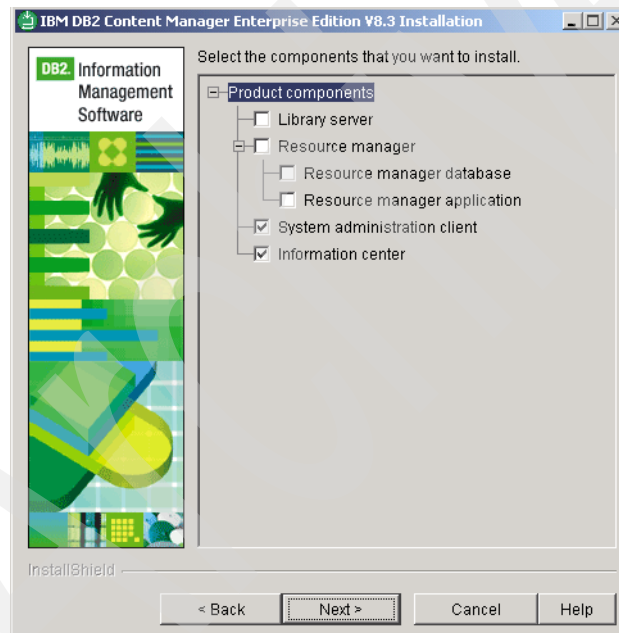 IBM DB2 Content Manager Enterprise Edition V8.3 Installation
DB2. Information
Management
Software
Select the components that you want to install.
Product components
Library server
Resource manager
Resource manager database
Resource manager application
System administration client
Information center
InstallShield
< Back
Next >
Cancel
Help